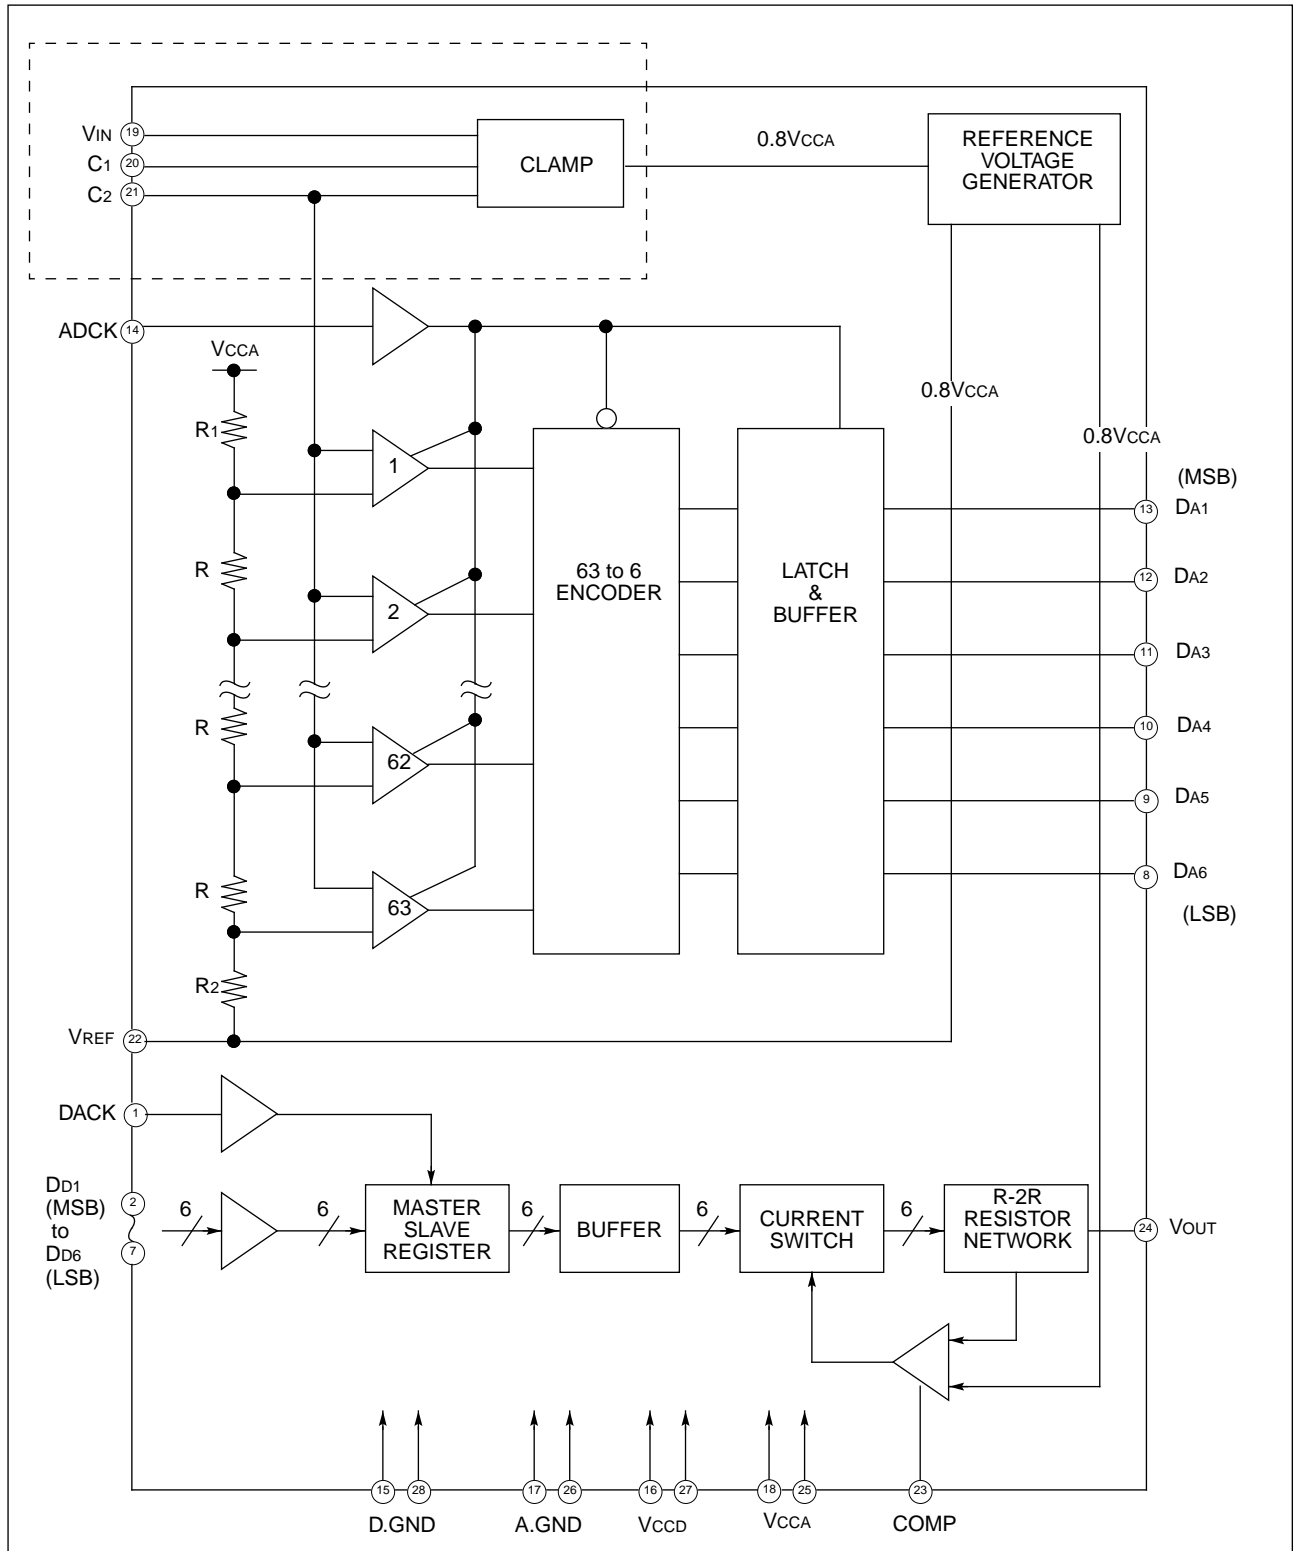 VIN 19
C1 20
C2 21
CLAMP
0.8VCCA
REFERENCE
VOLTAGE
GENERATOR
ADCK 14
VCCA
0.8VCCA
0.8VCCA
R1
1
(MSB)
13 DA1
R
2
63 to 6
ENCODER
LATCH
&
BUFFER
12 DA2
11 DA3
R
62
10 DA4
9 DA5
R
63
8 DA6
(LSB)
R2
VREF 22
DACK 1
DD1
(MSB)
to
DD6
(LSB)
2
7
6
6
MASTER
SLAVE
REGISTER
6
BUFFER
6
CURRENT
SWITCH
6
R-2R
RESISTOR
NETWORK
24 VOUT
15 28
D.GND
17 26
A.GND
16 27
VCCD
18 25
VCCA
23
COMP